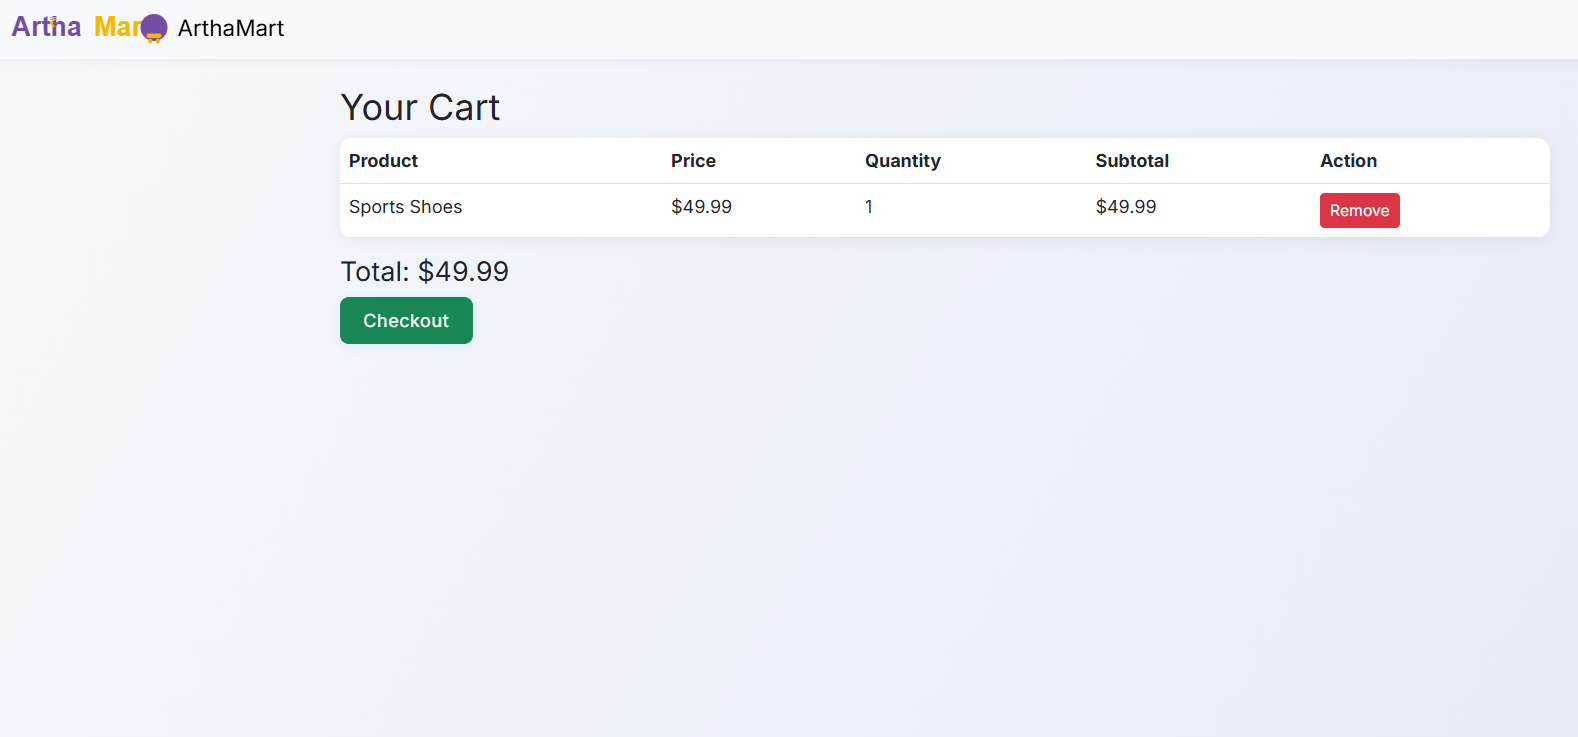 Artha Mar ArthaMart
Your Cart
Product Price Quantity Subtotal Action
Sports Shoes $49.99 1 $49.99 Remove
Total: $49.99
Checkout